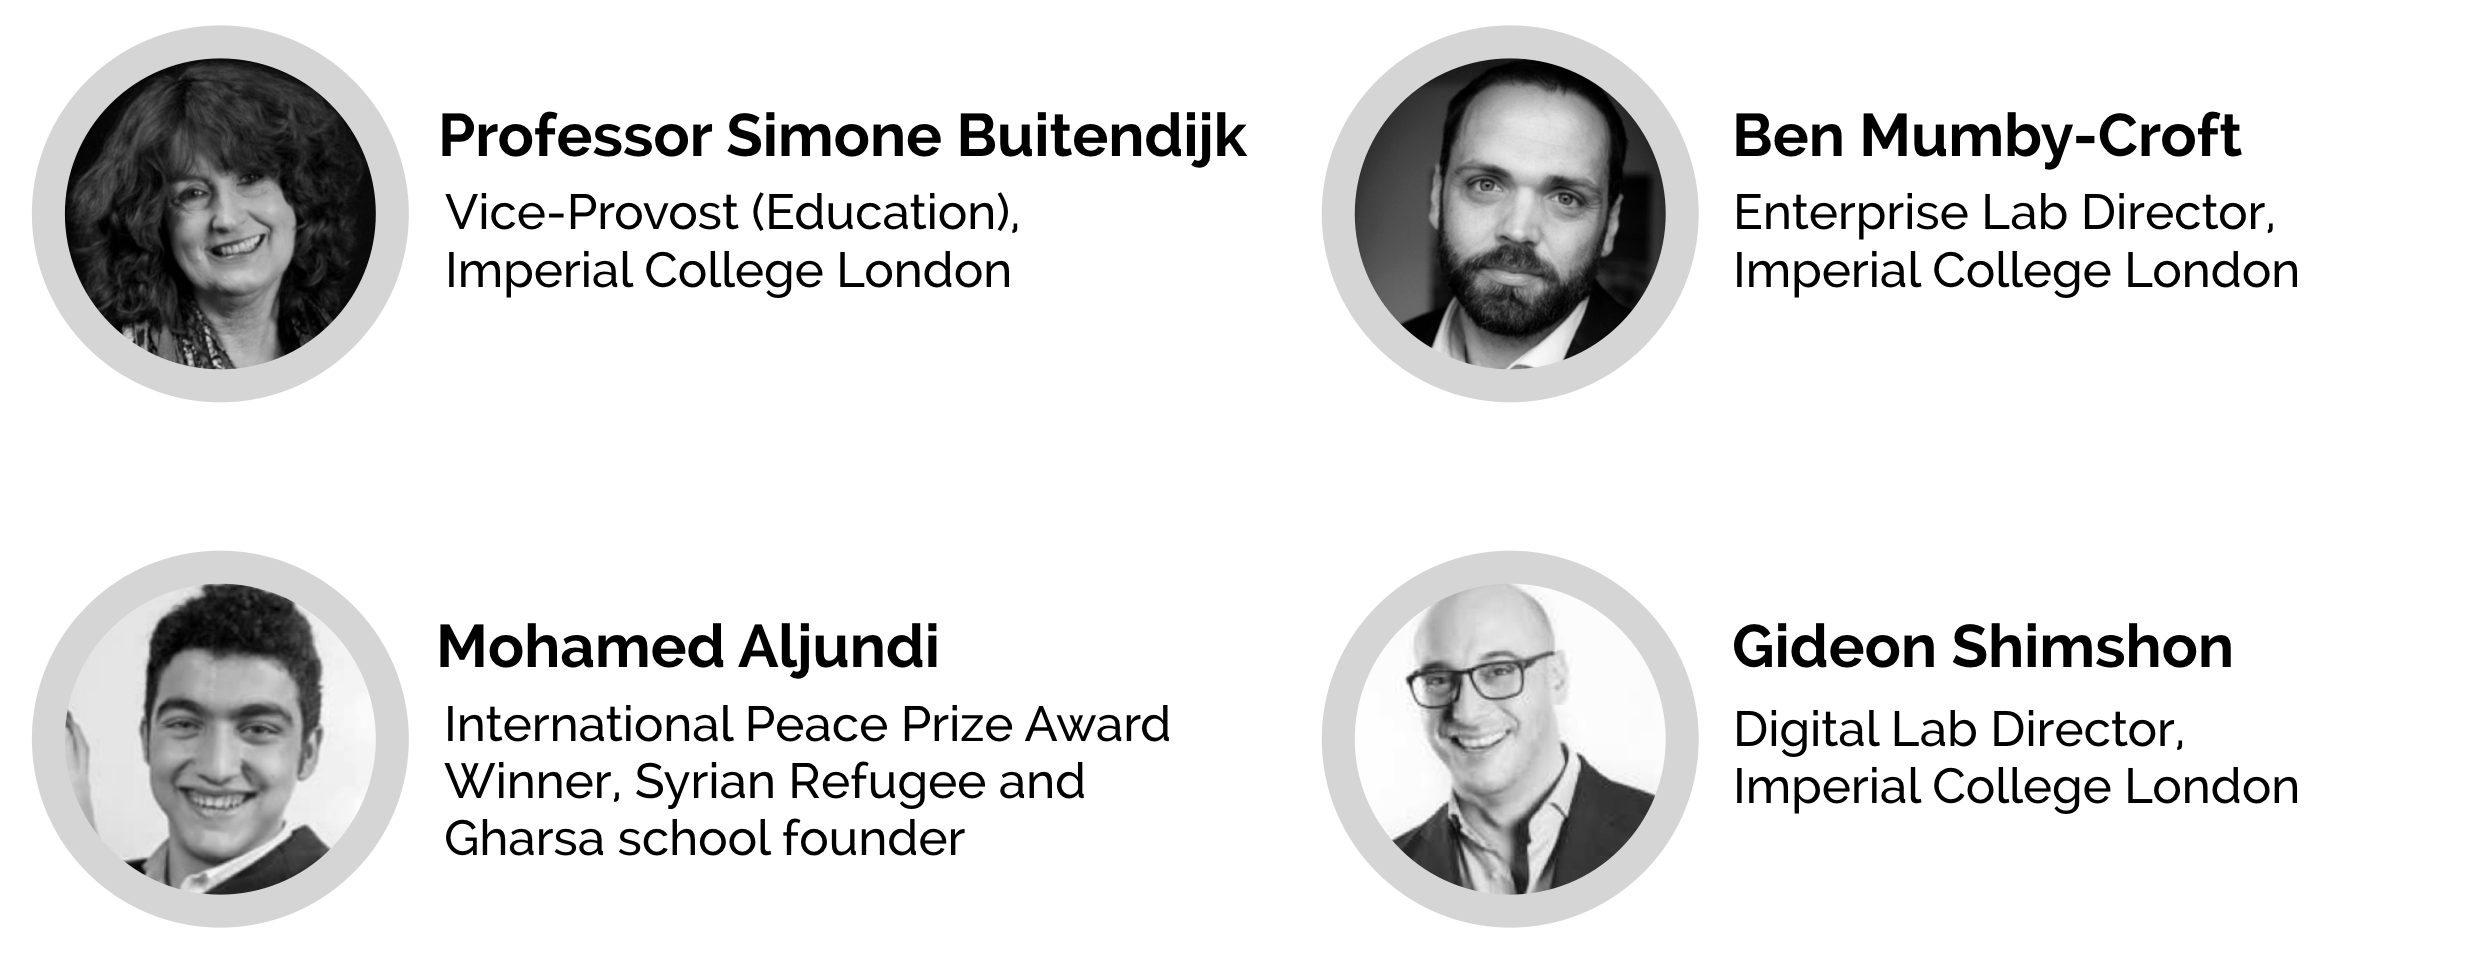 Professor Simone Buitendijk
Vice-Provost (Education),
Imperial College London
Ben Mumby-Croft
Enterprise Lab Director,
Imperial College London
Mohamed Aljundi
International Peace Prize Award
Winner, Syrian Refugee and
Gharsa school founder
Gideon Shimshon
Digital Lab Director,
Imperial College London